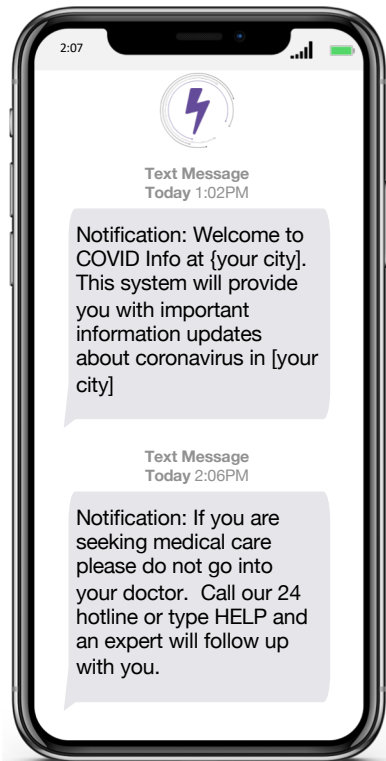 2:07
Text Message
Today 1:02PM
Notification: Welcome to
COVID Info at {your city].
This system will provide
you with important
information updates
about coronavirus in [your
city]
Text Message
Today 2:06PM
Notification: If you are
seeking medical care
please do not go into
your doctor.  Call our 24
hotline or type HELP and
an expert will follow up
with you.